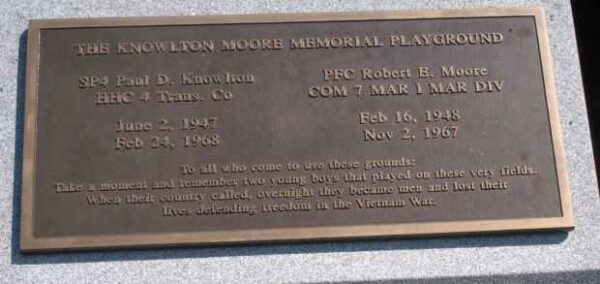 THE KNOWLTON MOORE MEMORIAL PLAYGROUND
SP4 Paul D. Knowlton
HHC 4 Trans. Co
June 2, 1947
Feb 24, 1968
PFC Robert E. Moore
COM 7 MAR 1 MAR DIV
Feb 16, 1948
Nov 2, 1967
To all who come to use these grounds:
Take a moment and remember two young boys that played on these very fields.
When their country called, overnight they became men and lost their
lives defending freedom in the Vietnam War.